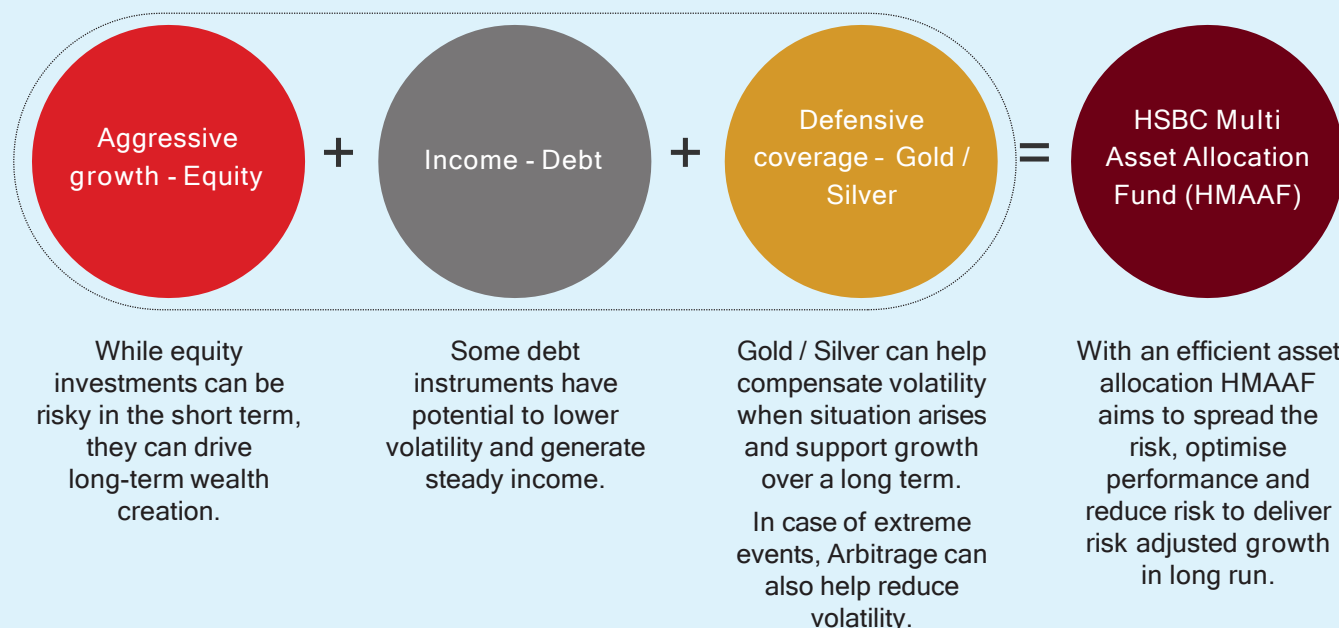 Aggressive
growth - Equity
+
Income - Debt
+
Defensive
coverage - Gold /
Silver
=
HSBC Multi
Asset Allocation
Fund (HMAAF)
While equity
investments can be
risky in the short term,
they can drive
long-term wealth
creation.
Some debt
instruments have
potential to lower
volatility and generate
steady income.
Gold / Silver can help
compensate volatility
when situation arises
and support growth
over a long term.
In case of extreme
events, Arbitrage can
also help reduce
volatility.
With an efficient asset
allocation HMAAF
aims to spread the
risk, optimise
performance and
reduce risk to deliver
risk adjusted growth
in long run.